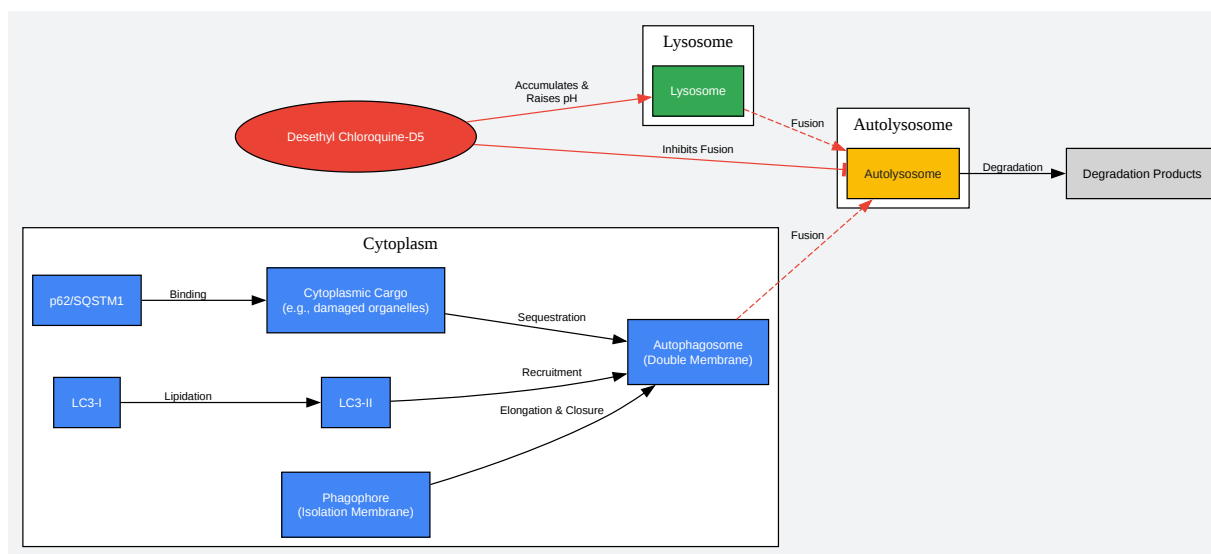 Lysosome
Lysosome
Accumulates &
Raises pH
Desethyl Chloroquine-D5
Fusion
Inhibits Fusion
Autolysosome
Autolysosome
Degradation
Degradation Products
Fusion
Cytoplasm
p62/SQSTM1
Binding
Cytoplasmic Cargo
(e.g., damaged organelles)
Sequestration
Autophagosome
(Double Membrane)
LC3-I
Lipidation
LC3-II
Recruitment
Elongation & Closure
Phagophore
(Isolation Membrane)